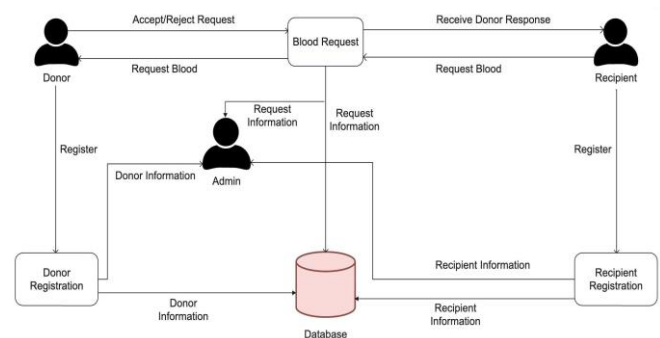 Accept/Reject Request
Receive Donor Response
Blood Request
Request Blood
Request Blood
Donor
Recipient
Request
Information
Request
Information
Register
Register
Donor Information
Admin
Donor
Registration
Recipient Information
Recipient
Registration
Donor
Information
Recipient
Information
Database